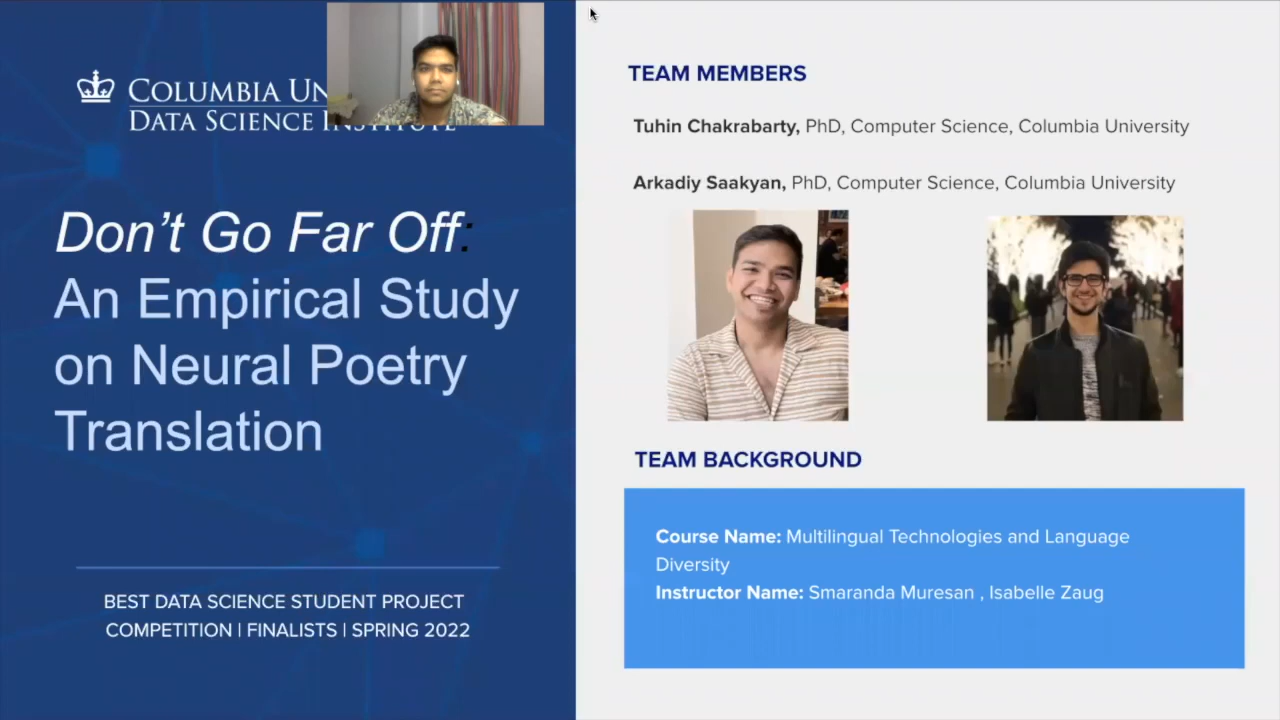 COLUMBIA UN
DATA SCIENCE INSTITUTE
Don't Go Far Off:
An Empirical Study
on Neural Poetry
Translation
BEST DATA SCIENCE STUDENT PROJECT
COMPETITION | FINALISTS | SPRING 2022
TEAM MEMBERS
Tuhin Chakrabarty, PhD, Computer Science, Columbia University
Arkadiy Saakyan, PhD, Computer Science, Columbia University
TEAM BACKGROUND
Course Name: Multilingual Technologies and Language
Diversity
Instructor Name: Smaranda Muresan , Isabelle Zaug